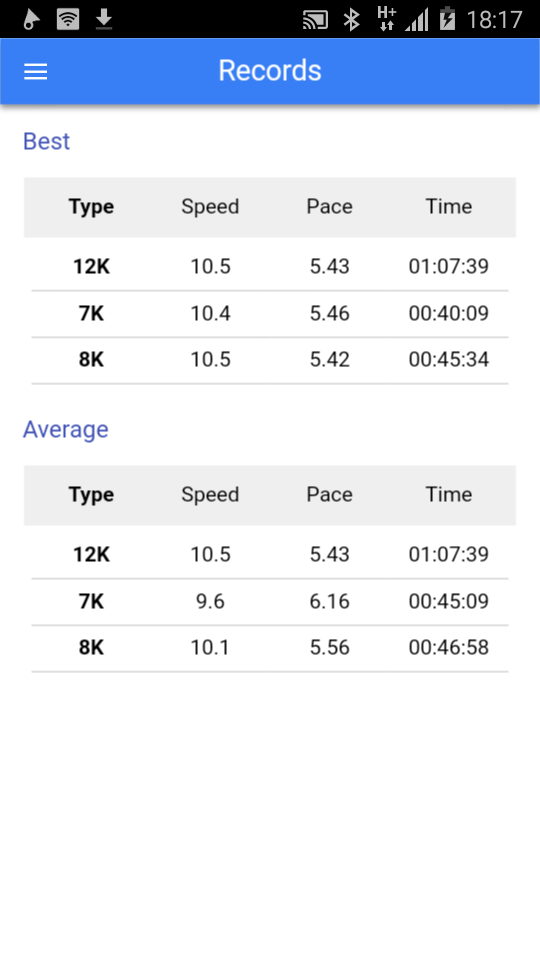 H+ 18:17
Records
Best
Type Speed Pace Time
12K 10.5 5.43 01:07:39
7K 10.4 5.46 00:40:09
8K 10.5 5.42 00:45:34
Average
Type Speed Pace Time
12K 10.5 5.43 01:07:39
7K 9.6 6.16 00:45:09
8K 10.1 5.56 00:46:58